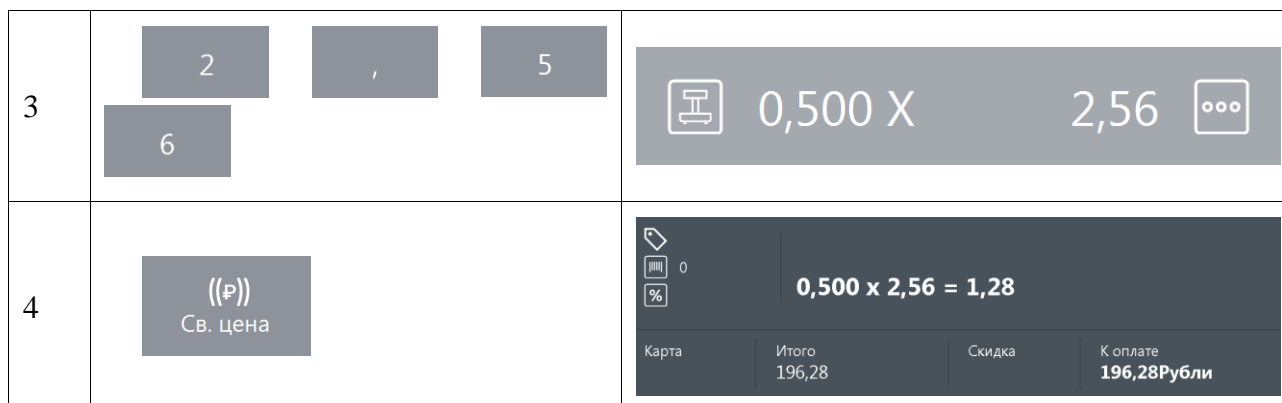 3
2 , 5
6
0,500 X 2,56
4
((₽))
Св. цена
0
%
0,500 x 2,56 = 1,28
Карта Итого Скидка К оплате
196,28 196,28Рубли